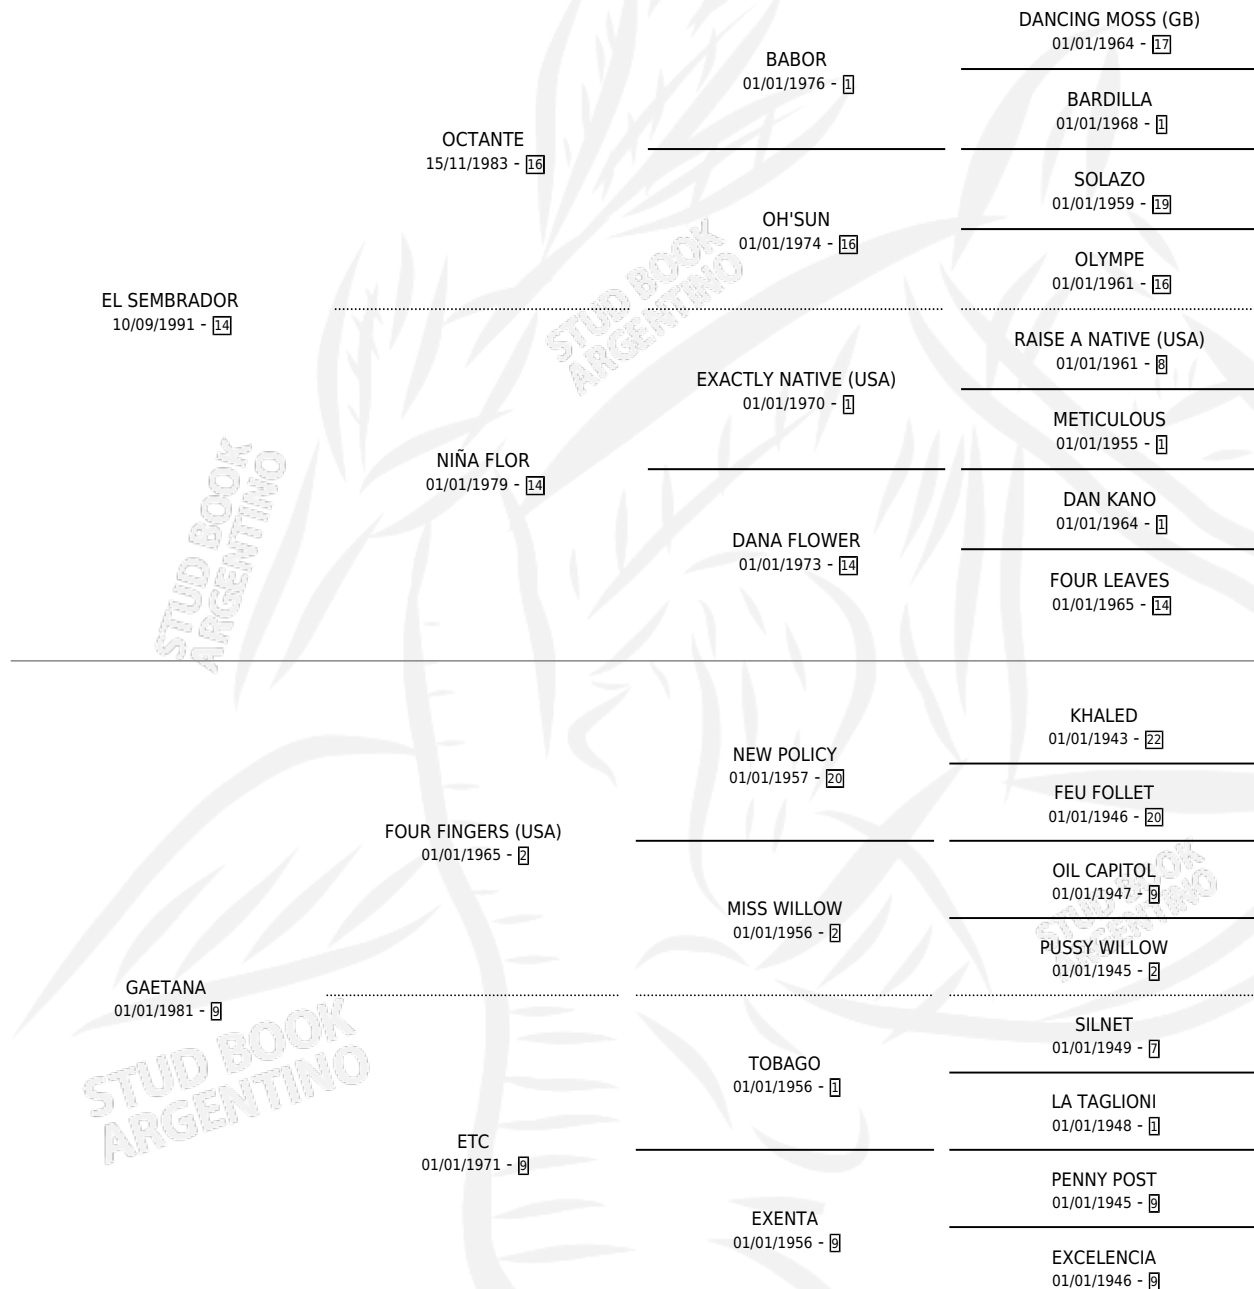 DANCING MOSS (GB)
01/01/1964 - 17
BABOR
01/01/1976 - 1
BARDILLA
01/01/1968 - 1
OCTANTE
15/11/1983 - 16
SOLAZO
01/01/1959 - 19
OH'SUN
01/01/1974 - 16
OLYMPE
01/01/1961 - 16
EL SEMBRADOR
10/09/1991 - 14
RAISE A NATIVE (USA)
01/01/1961 - 8
EXACTLY NATIVE (USA)
01/01/1970 - 1
METICULOUS
01/01/1955 - 1
NIÑA FLOR
01/01/1979 - 14
DAN KANO
01/01/1964 - 1
DANA FLOWER
01/01/1973 - 14
FOUR LEAVES
01/01/1965 - 14
KHALED
01/01/1943 - 22
NEW POLICY
01/01/1957 - 20
FEU FOLLET
01/01/1946 - 20
FOUR FINGERS (USA)
01/01/1965 - 2
OIL CAPITOL
01/01/1947 - 9
MISS WILLOW
01/01/1956 - 2
PUSSY WILLOW
01/01/1945 - 2
GAETANA
01/01/1981 - 9
SILNET
01/01/1949 - 7
TOBAGO
01/01/1956 - 1
LA TAGLIONI
01/01/1948 - 1
ETC
01/01/1971 - 9
PENNY POST
01/01/1945 - 9
EXENTA
01/01/1956 - 9
EXCELENCIA
01/01/1946 - 9
STUD BOOK
ARGENTINO
STUD BOOK
ARGENTINO
STUD BOOK
ARGENTINO
STUD BOOK
ARGENTINO